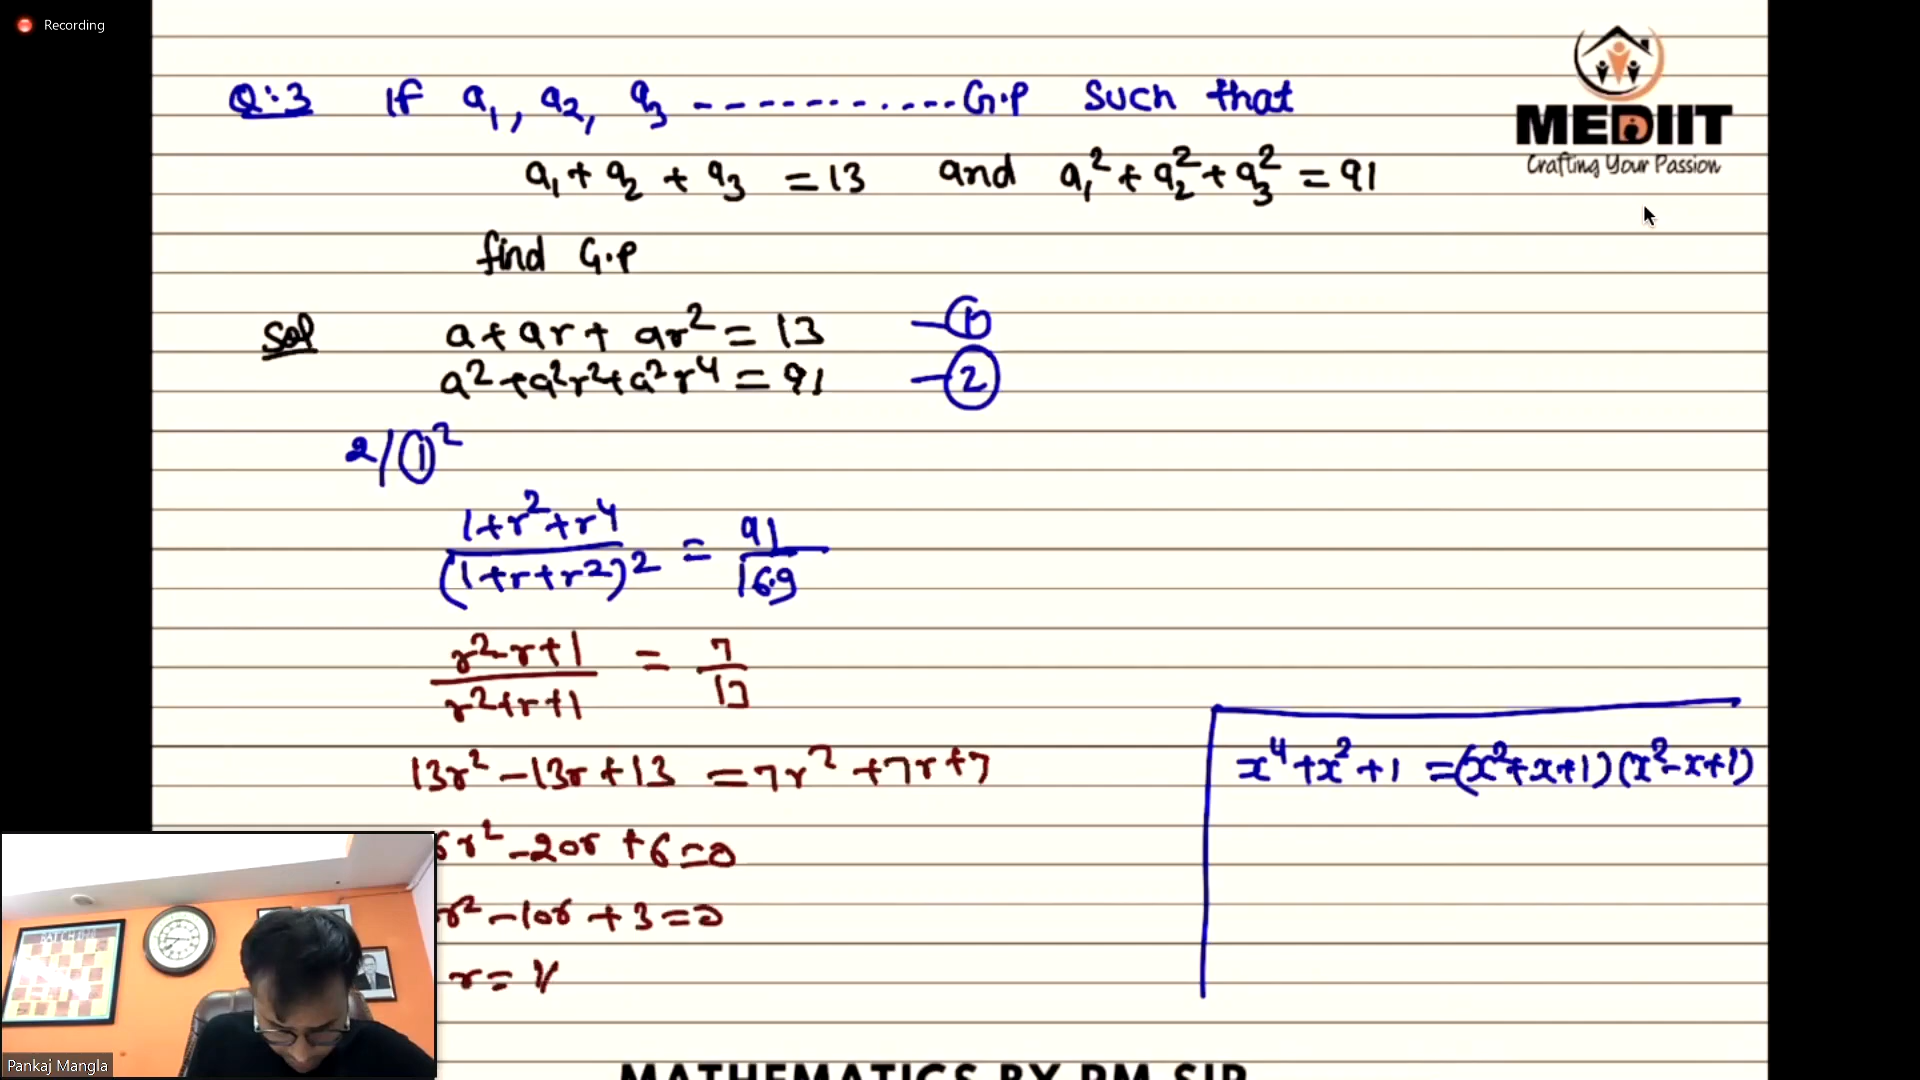 Recording
Q:3 If a₁, a₂, a₃ ------------ G.P such that
a₁ + a₂ + a₃ = 13 and a₁² + a₂² + a₃² = 91
find G.P
Sol a + ar + ar² = 13 —①
a² + a²r² + a²r⁴ = 91 —②
2/①²
(1+r²+r⁴)/(1+r+r²)² = 91/169
(r²-r+1)/(r²+r+1) = 7/13
13r² - 13r + 13 = 7r² + 7r + 7
6r² - 20r + 6 = 0
r² - 10r + 3 = 0
r = 1/
x⁴ + x² + 1 = (x²+x+1)(x²-x+1)
MEDIIT
Crafting Your Passion
Pankaj Mangla
MATHEMATICS BY PM SIR